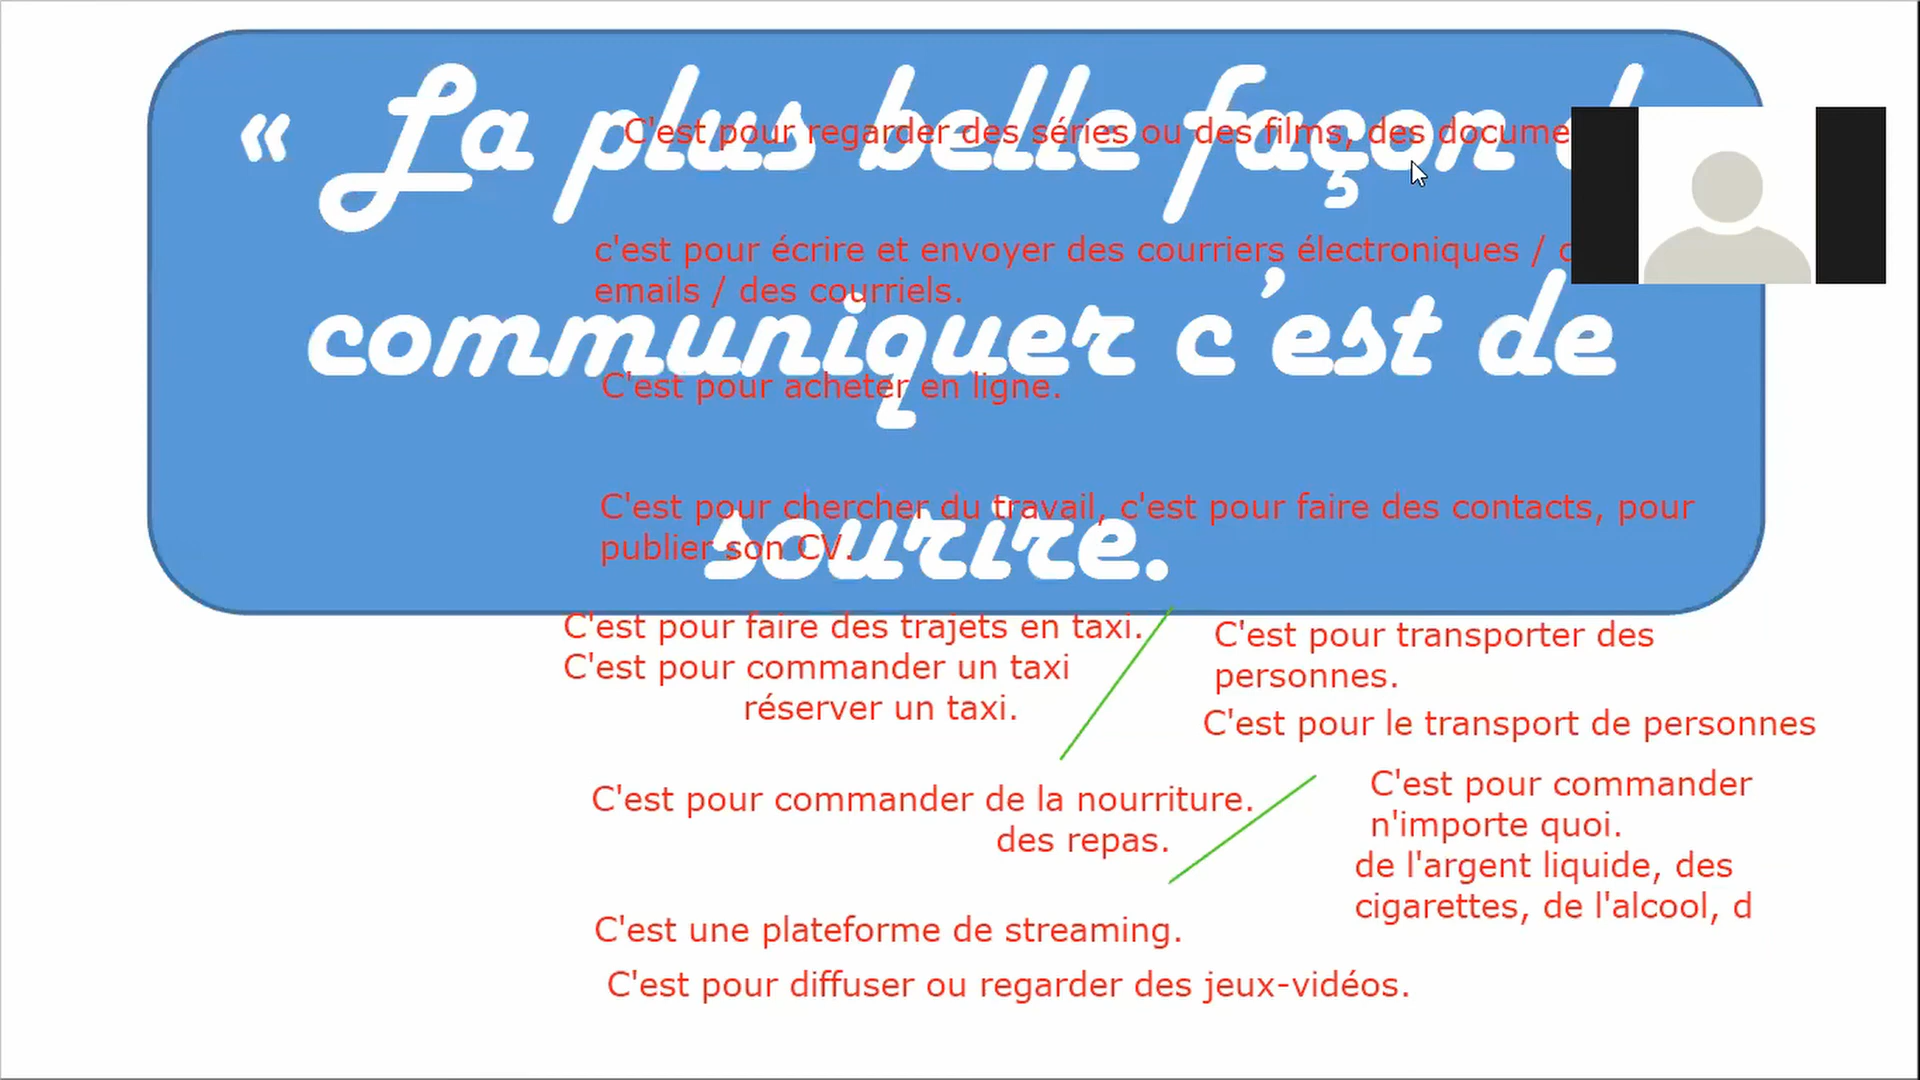 « La plus belle façon
communiquer c'est de
sourire.
C'est pour regarder des séries ou des films, des docume
c'est pour écrire et envoyer des courriers électroniques /
emails / des courriels.
C'est pour acheter en ligne.
C'est pour chercher du travail, c'est pour faire des contacts, pour
publier son CV.
C'est pour faire des trajets en taxi.
C'est pour commander un taxi
réserver un taxi.
C'est pour transporter des
personnes.
C'est pour le transport de personnes
C'est pour commander de la nourriture.
des repas.
C'est pour commander
n'importe quoi.
de l'argent liquide, des
cigarettes, de l'alcool, d
C'est une plateforme de streaming.
C'est pour diffuser ou regarder des jeux-vidéos.